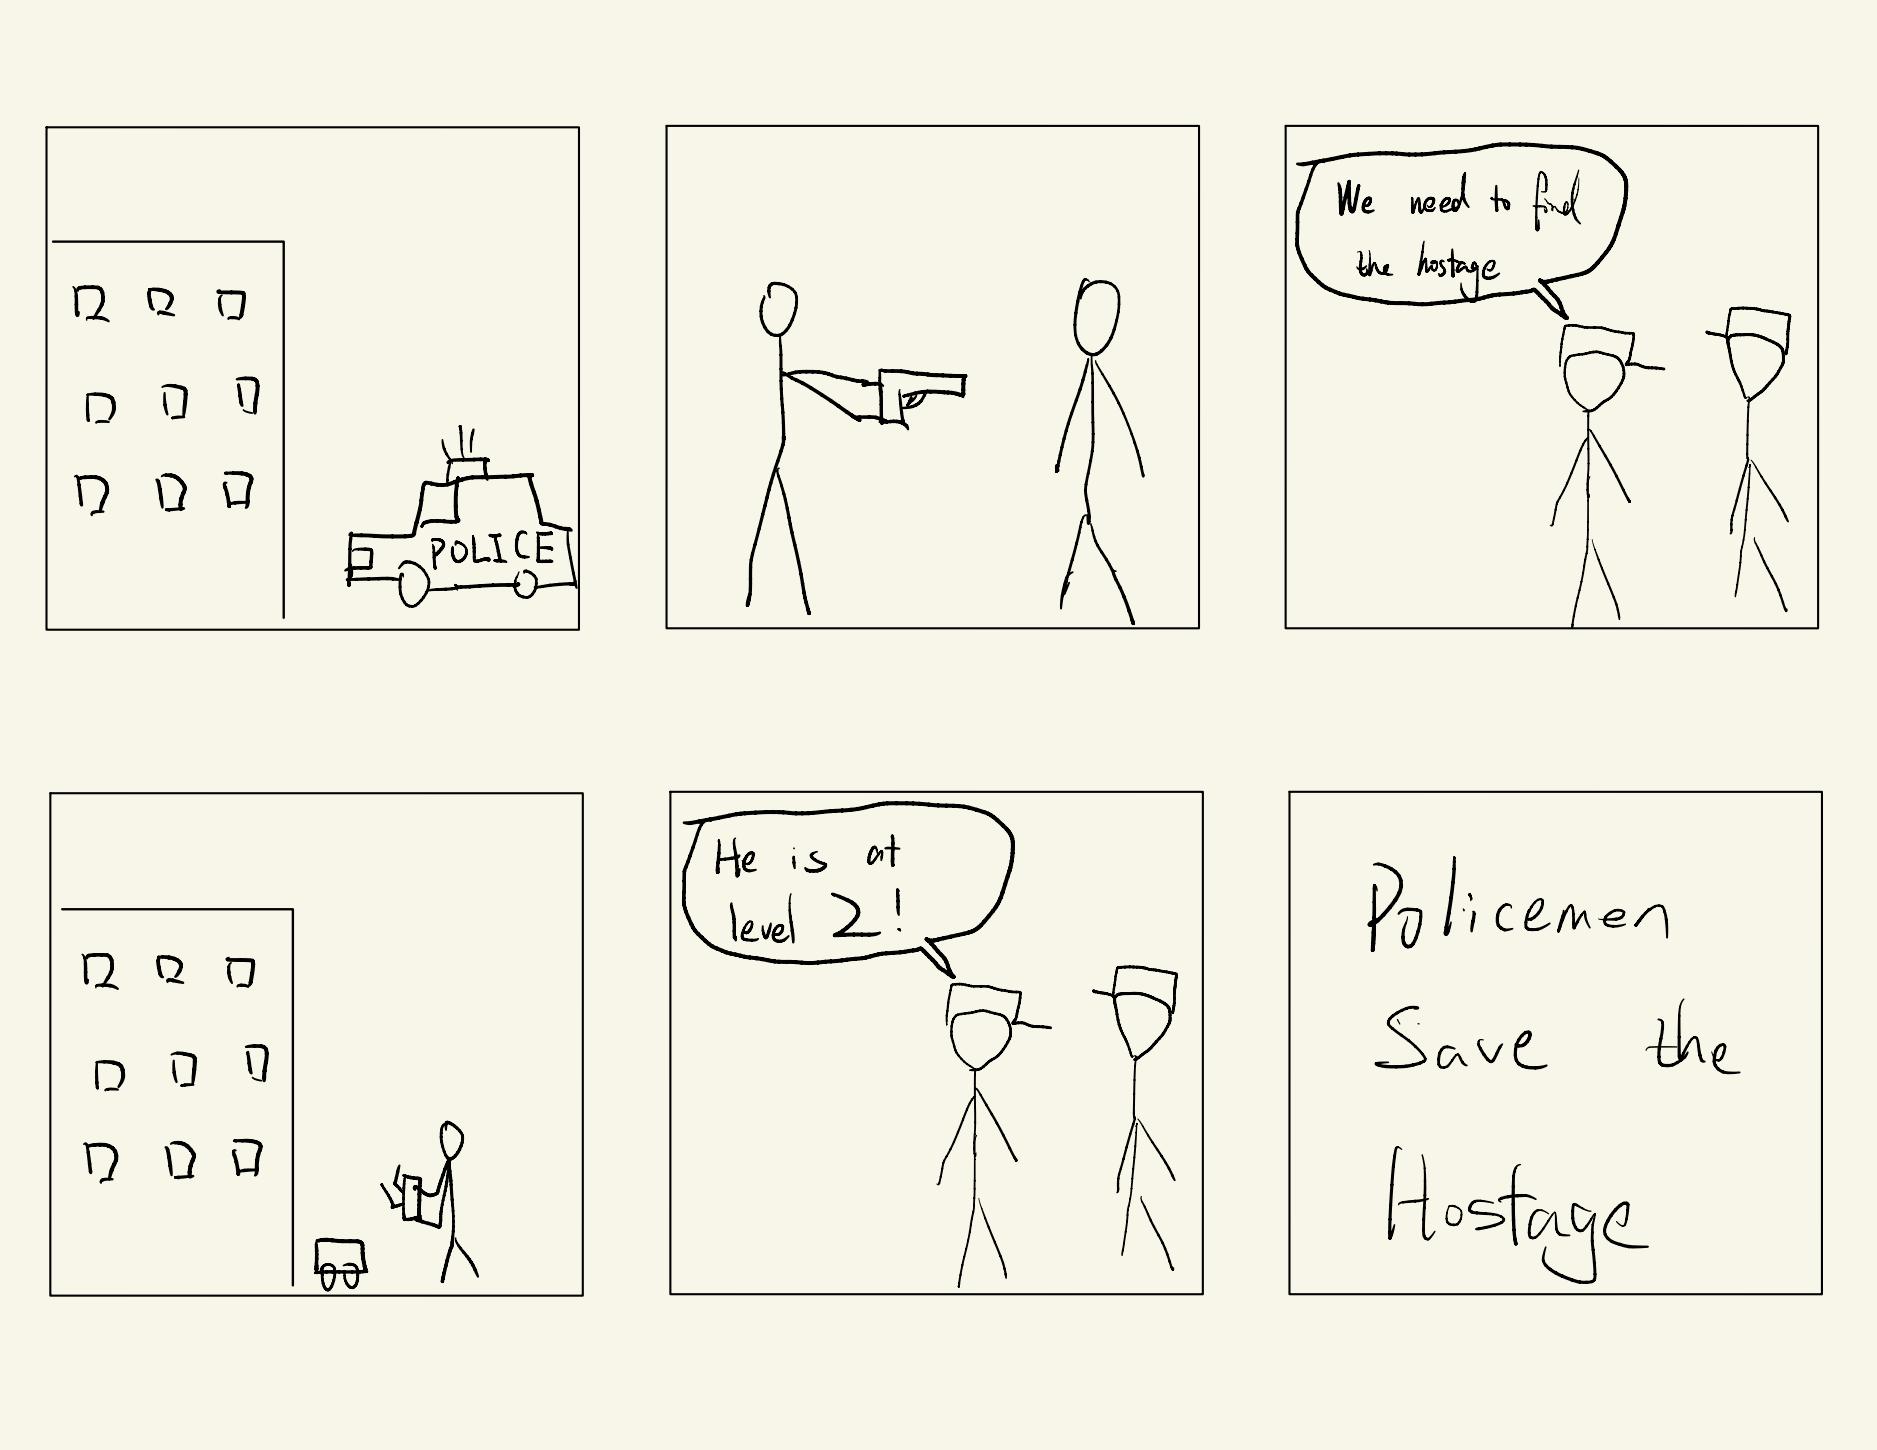 POLICE
We need to find
the hostage
He is at
level 2!
Policemen
Save the
Hostage